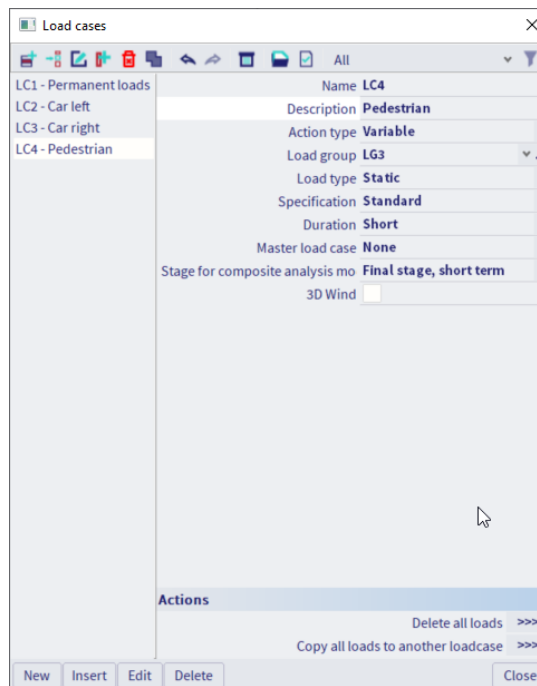 Load cases
All
LC1 - Permanent loads
LC2 - Car left
LC3 - Car right
LC4 - Pedestrian
Name LC4
Description Pedestrian
Action type Variable
Load group LG3
Load type Static
Specification Standard
Duration Short
Master load case None
Stage for composite analysis mo Final stage, short term
3D Wind
Actions
Delete all loads >>>
Copy all loads to another loadcase >>>
New Insert Edit Delete Close